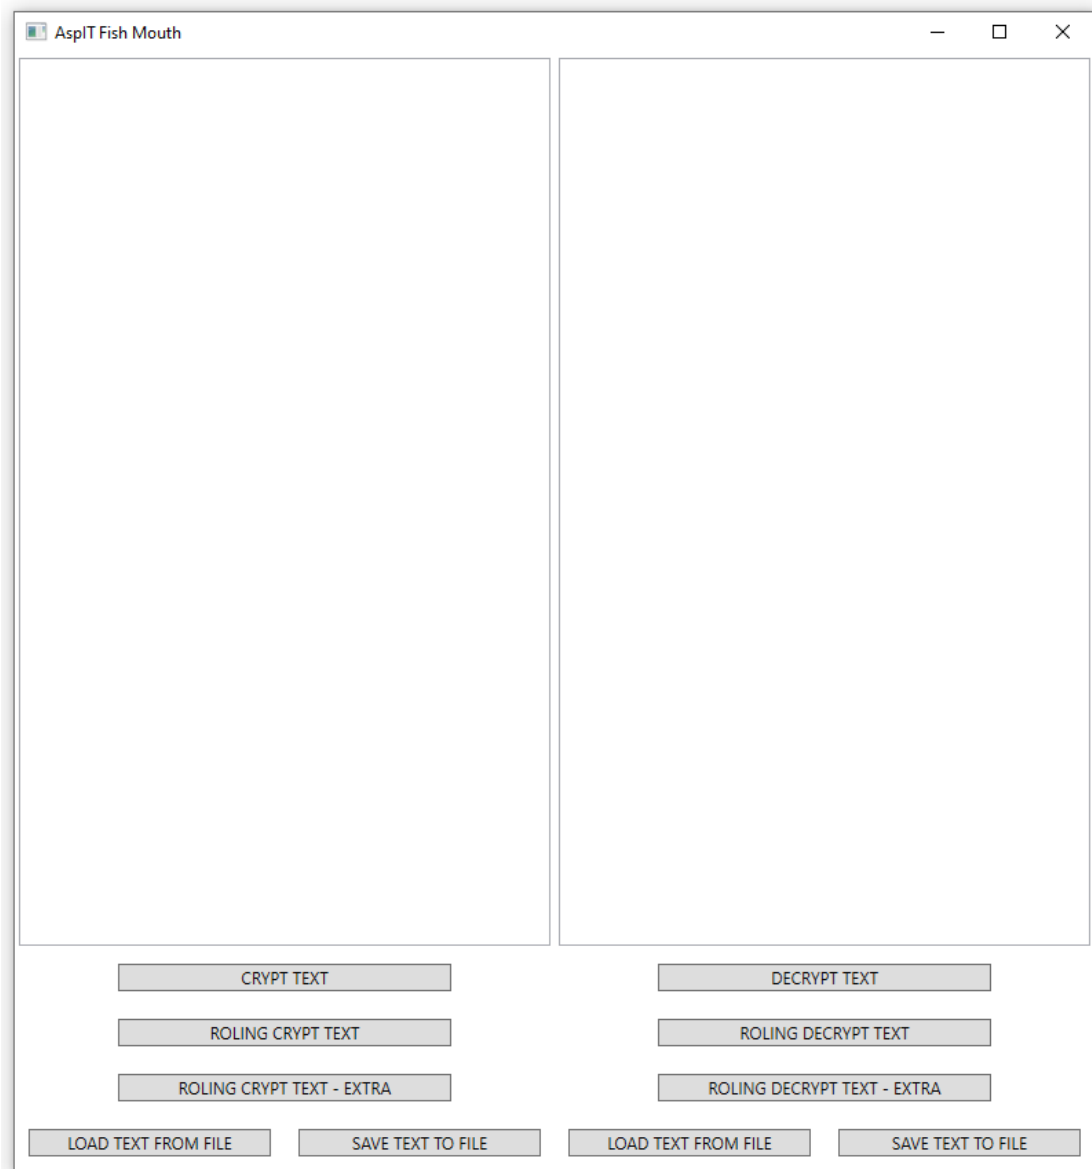 AspIT Fish Mouth
CRYPT TEXT
DECRYPT TEXT
ROLING CRYPT TEXT
ROLING DECRYPT TEXT
ROLING CRYPT TEXT - EXTRA
ROLING DECRYPT TEXT - EXTRA
LOAD TEXT FROM FILE
SAVE TEXT TO FILE
LOAD TEXT FROM FILE
SAVE TEXT TO FILE